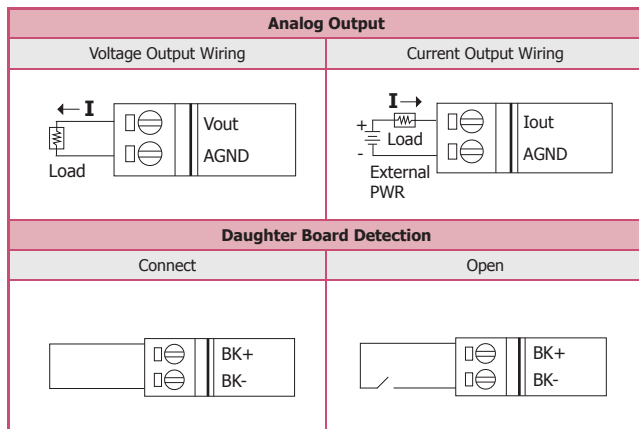 Analog Output
Voltage Output Wiring
Current Output Wiring
I
Vout
AGND
Load
I
+
-
Load
External
PWR
Iout
AGND
Daughter Board Detection
Connect
Open
BK+
BK-
BK+
BK-